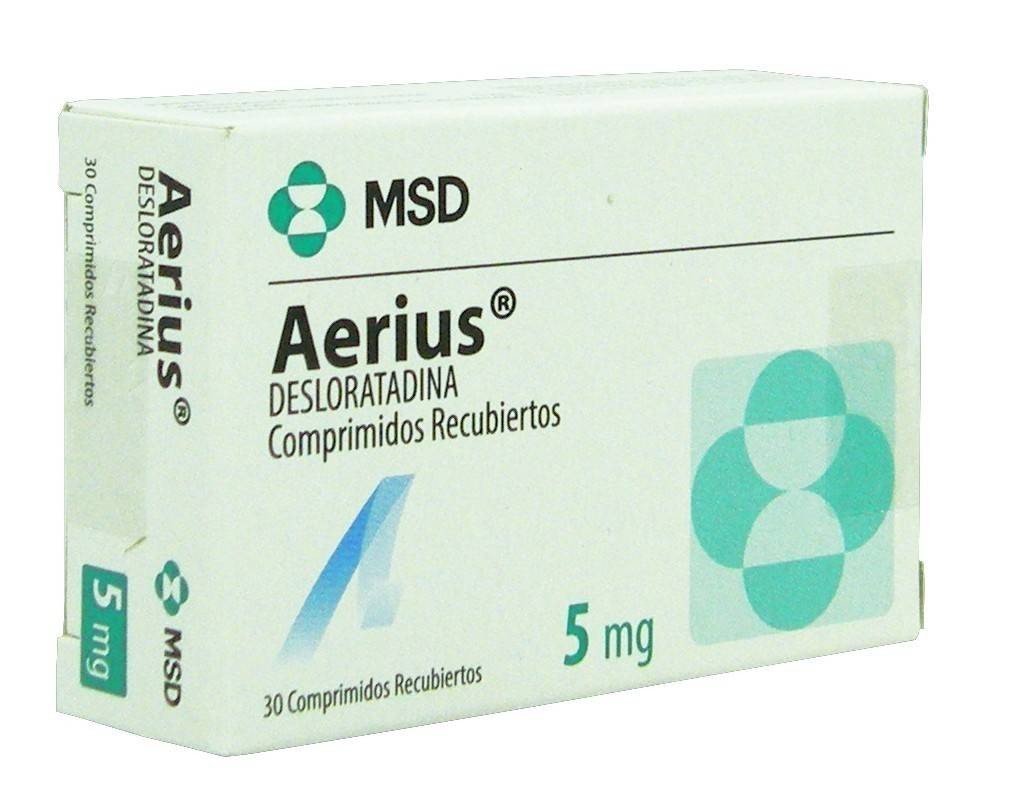 MSD
Aerius®
DESLORATADINA
Comprimidos Recubiertos
5 mg
30 Comprimidos Recubiertos
Aerius®
DESLORATADINA
30 Comprimidos Recubiertos
MSD
5 mg